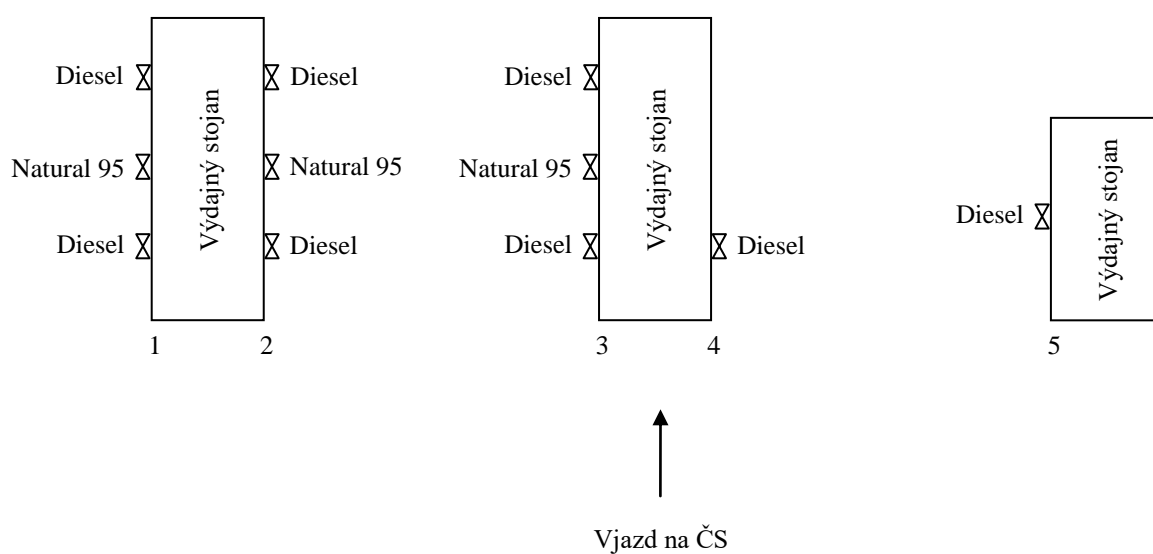 Diesel
Natural 95
Diesel
Výdajný stojan
Diesel
Natural 95
Diesel
1
2
Diesel
Natural 95
Diesel
Výdajný stojan
Diesel
3
4
Diesel
Výdajný stojan
5
Vjazd na ČS